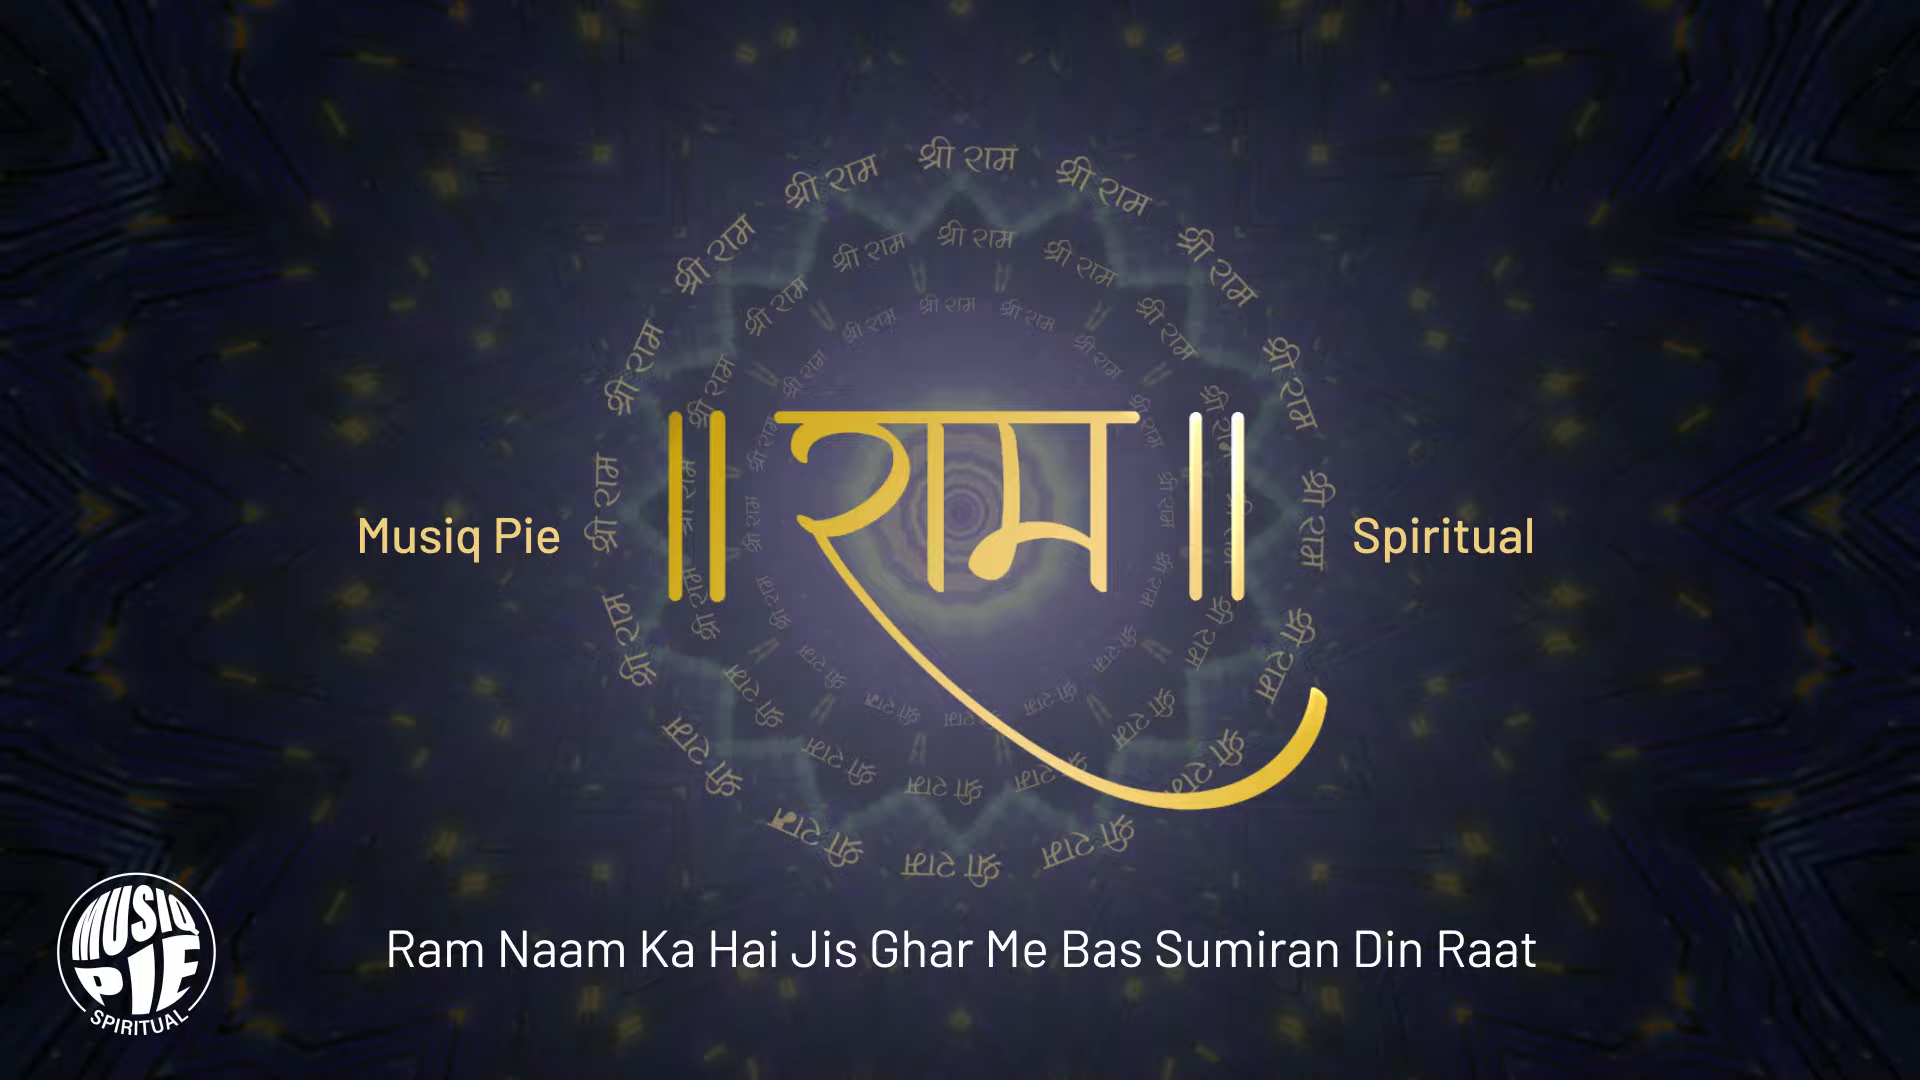 श्री राम श्री राम श्री राम श्री राम श्री राम श्री राम श्री राम श्री राम श्री राम श्री राम श्री राम श्री राम श्री राम श्री राम श्री राम श्री राम
॥ राम ॥
Musiq Pie
Spiritual
Ram Naam Ka Hai Jis Ghar Me Bas Sumiran Din Raat
MUSIQ
PIE
SPIRITUAL